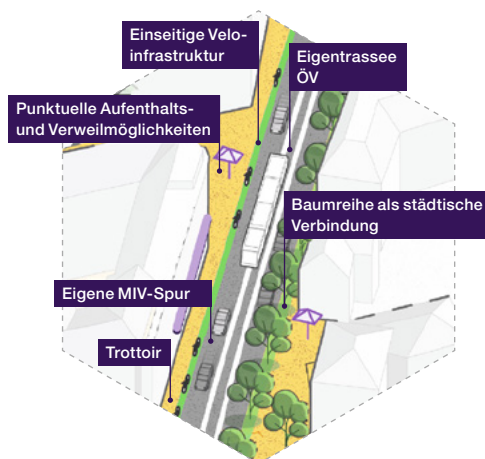 Einseitige Velo-
infrastruktur
Eigentrassee
ÖV
Punktuelle Aufenthalts-
und Verweilmöglichkeiten
Baumreihe als städtische
Verbindung
Eigene MIV-Spur
Trottoir